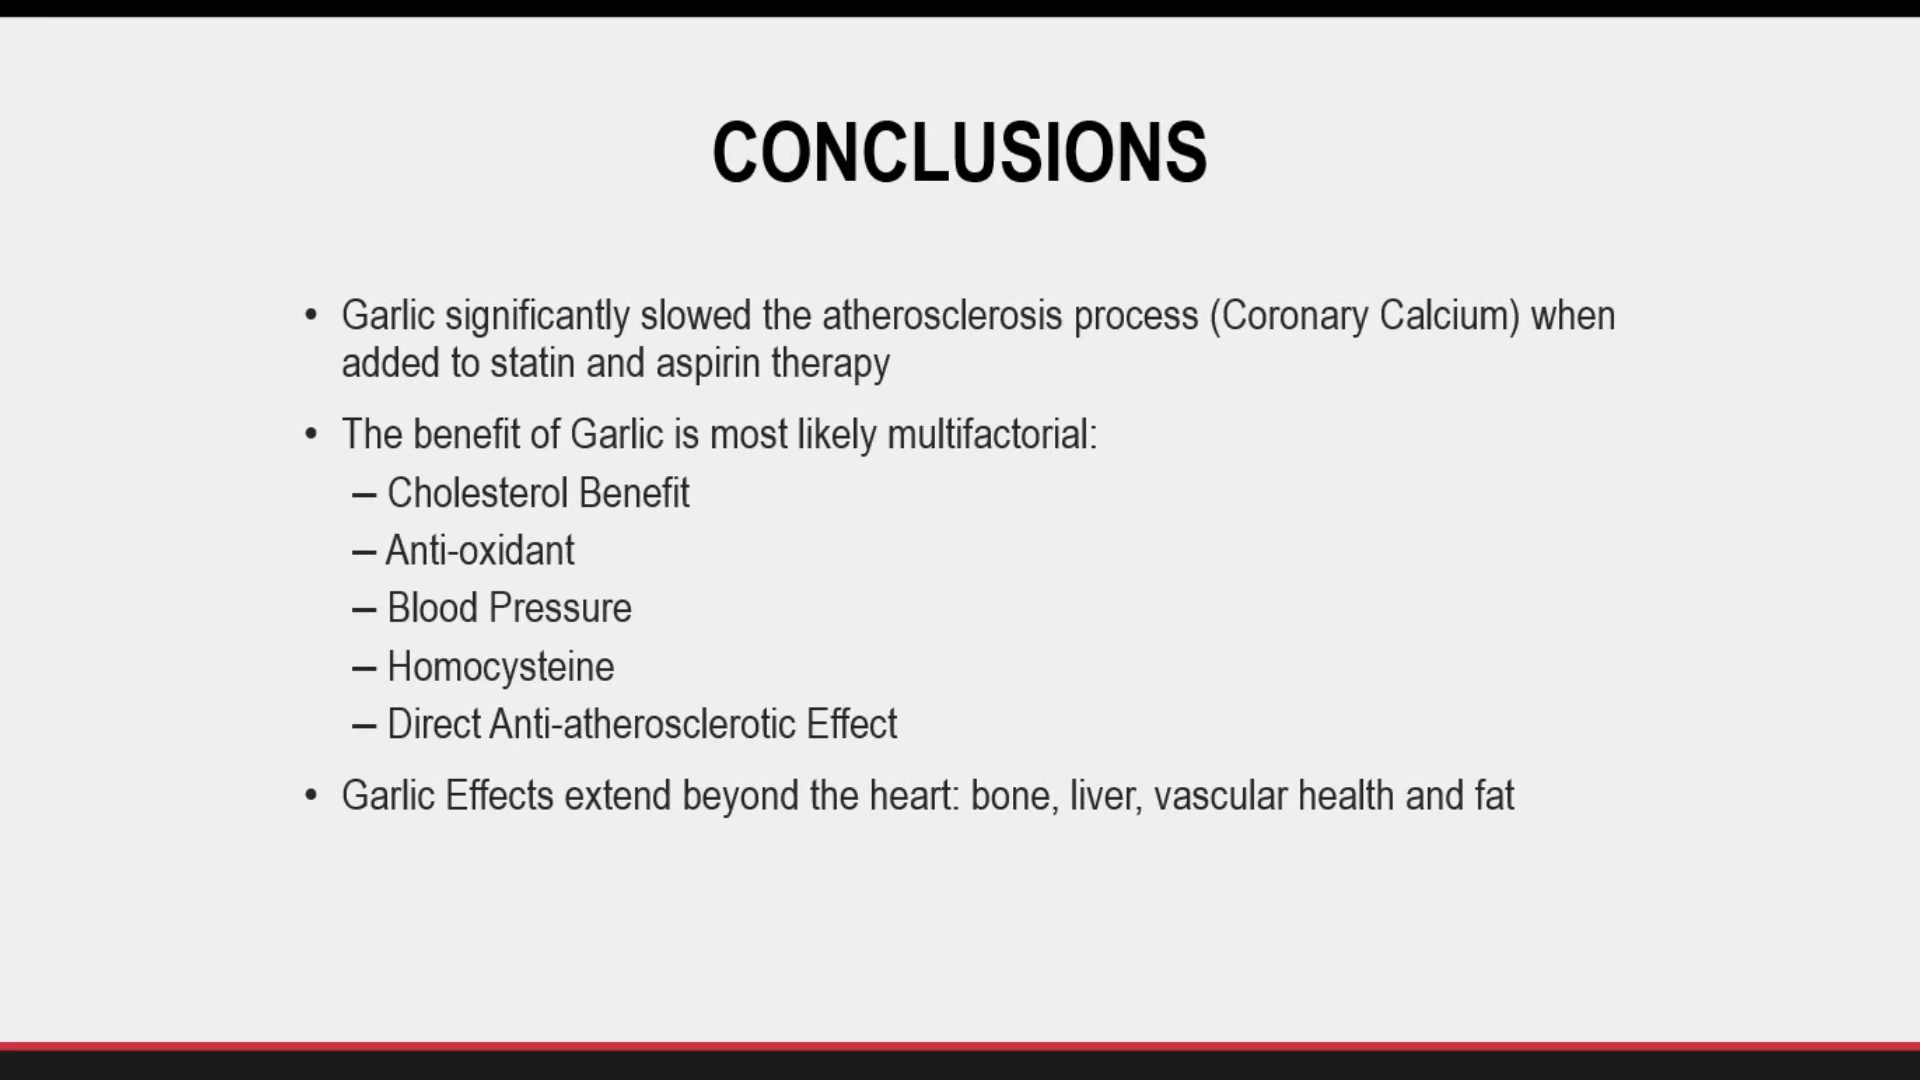 CONCLUSIONS
• Garlic significantly slowed the atherosclerosis process (Coronary Calcium) when
added to statin and aspirin therapy
• The benefit of Garlic is most likely multifactorial:
– Cholesterol Benefit
– Anti-oxidant
– Blood Pressure
– Homocysteine
– Direct Anti-atherosclerotic Effect
• Garlic Effects extend beyond the heart: bone, liver, vascular health and fat